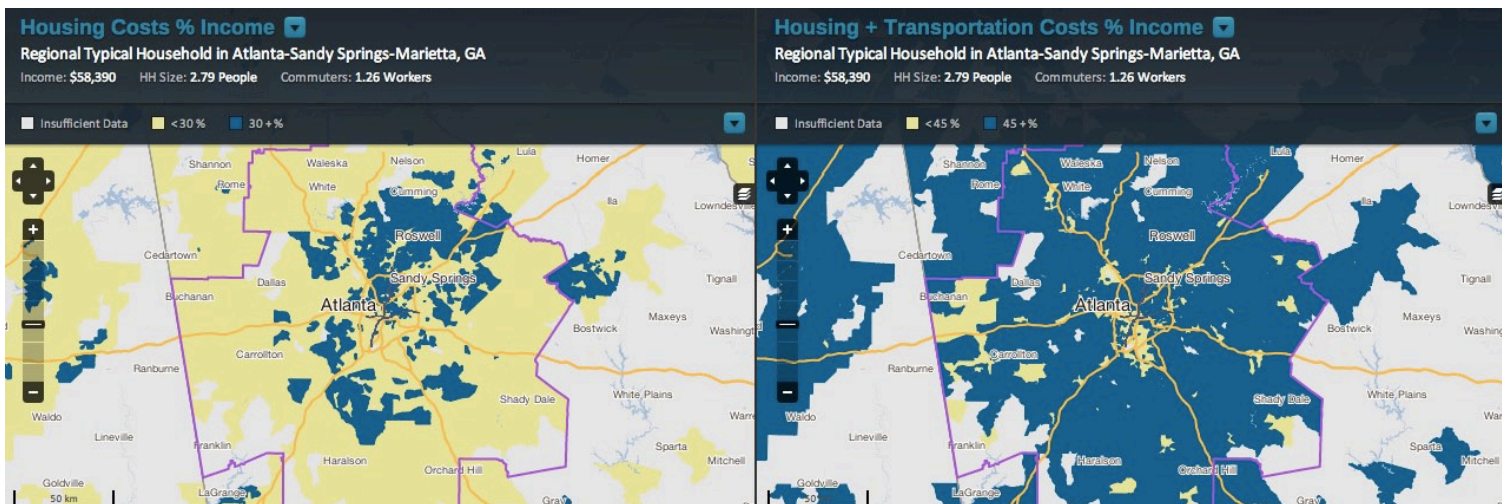 Housing Costs % Income
Regional Typical Household in Atlanta-Sandy Springs-Marietta, GA
Income: $58,390 HH Size: 2.79 People Commuters: 1.26 Workers
Insufficient Data <30 % 30+%
Shannon
Waleska
Nelson
Lula
Homer
Rome
White
Cumming
Ila
Roswell
Cedartown
Sandy Springs
Tignall
Dallas
Buchanan
Atlanta
Maxeys
Bostwick
Carrollton
Ranburne
White Plains
Shady Dale
Waldo
Lineville
Franklin
Sparta
Haralson
Mitchell
Orchard Hill
Goldville
LaGrange
Gray
50 km
Housing + Transportation Costs % Income
Regional Typical Household in Atlanta-Sandy Springs-Marietta, GA
Income: $58,390 HH Size: 2.79 People Commuters: 1.26 Workers
Insufficient Data <45 % 45+%
Shannon
Waleska
Nelson
Lula
Homer
Rome
White
Cumming
Ila
Roswell
Cedartown
Sandy Springs
Tignall
Dallas
Buchanan
Atlanta
Maxeys
Bostwick
Carrollton
Ranburne
White Plains
Shady Dale
Waldo
Lineville
Franklin
Sparta
Haralson
Mitchell
Orchard Hill
Goldville
LaGrange
Gray